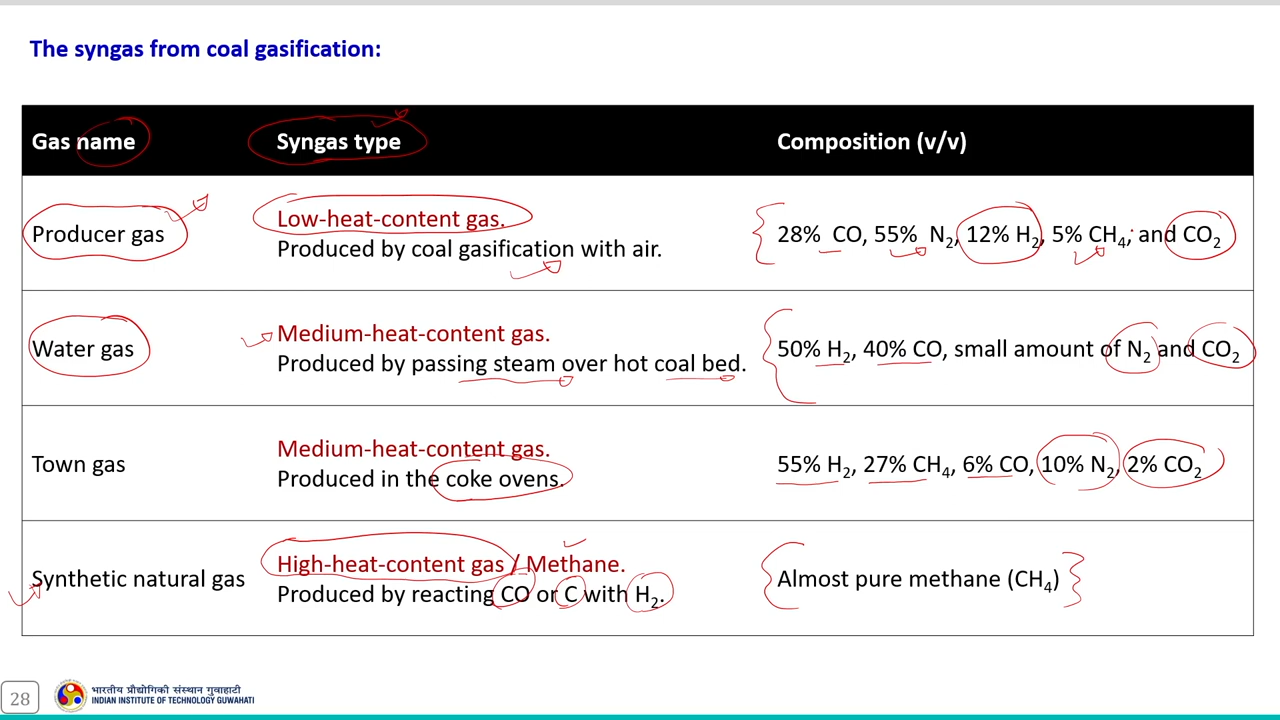 The syngas from coal gasification:
Gas name Syngas type Composition (v/v)
Producer gas
Low-heat-content gas.
Produced by coal gasification with air.
28% CO, 55% N₂, 12% H₂, 5% CH₄, and CO₂
Water gas
Medium-heat-content gas.
Produced by passing steam over hot coal bed.
50% H₂, 40% CO, small amount of N₂ and CO₂
Town gas
Medium-heat-content gas.
Produced in the coke ovens.
55% H₂, 27% CH₄, 6% CO, 10% N₂, 2% CO₂
Synthetic natural gas
High-heat-content gas / Methane.
Produced by reacting CO or C with H₂.
Almost pure methane (CH₄)
28
भारतीय प्रौद्योगिकी संस्थान गुवाहाटी
INDIAN INSTITUTE OF TECHNOLOGY GUWAHATI